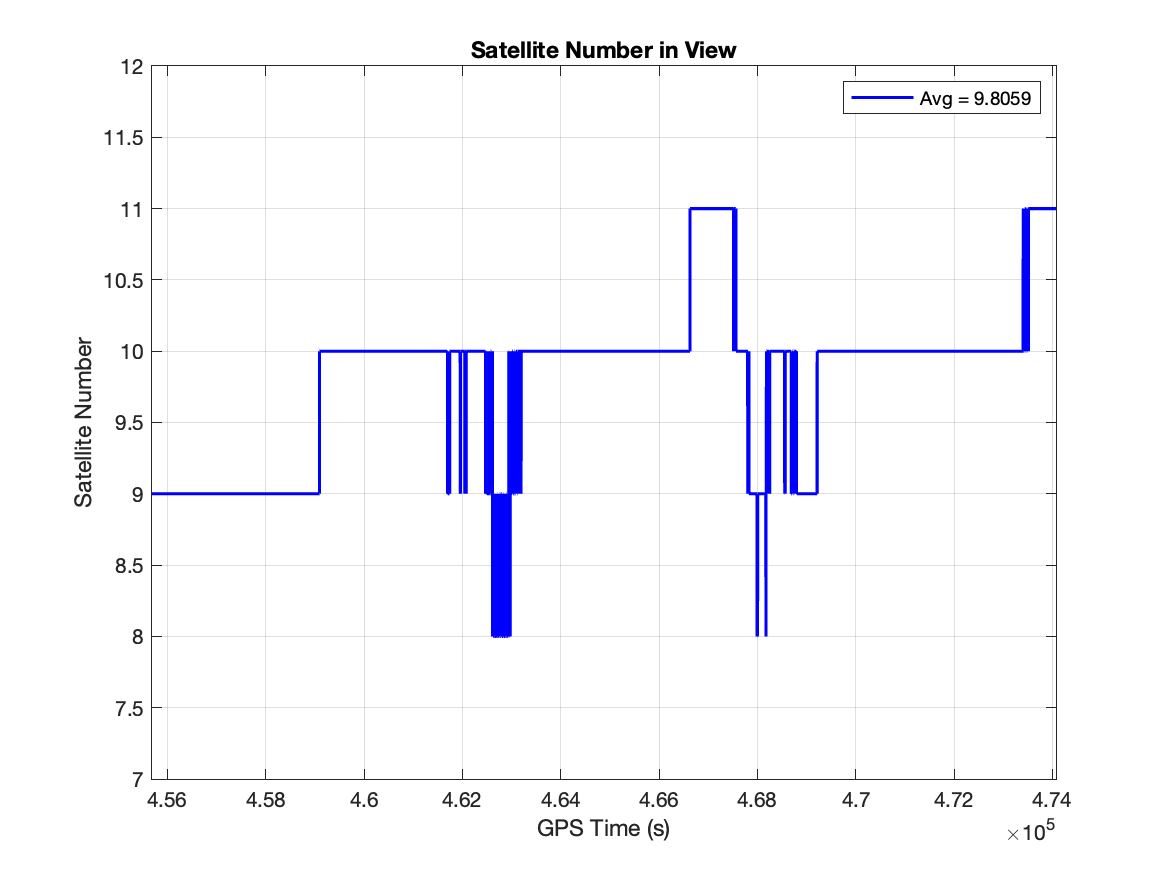 Satellite Number in View
Avg = 9.8059
12
11.5
11
10.5
10
9.5
9
8.5
8
7.5
7
Satellite Number
4.56 4.58 4.6 4.62 4.64 4.66 4.68 4.7 4.72 4.74
GPS Time (s)
×10⁵